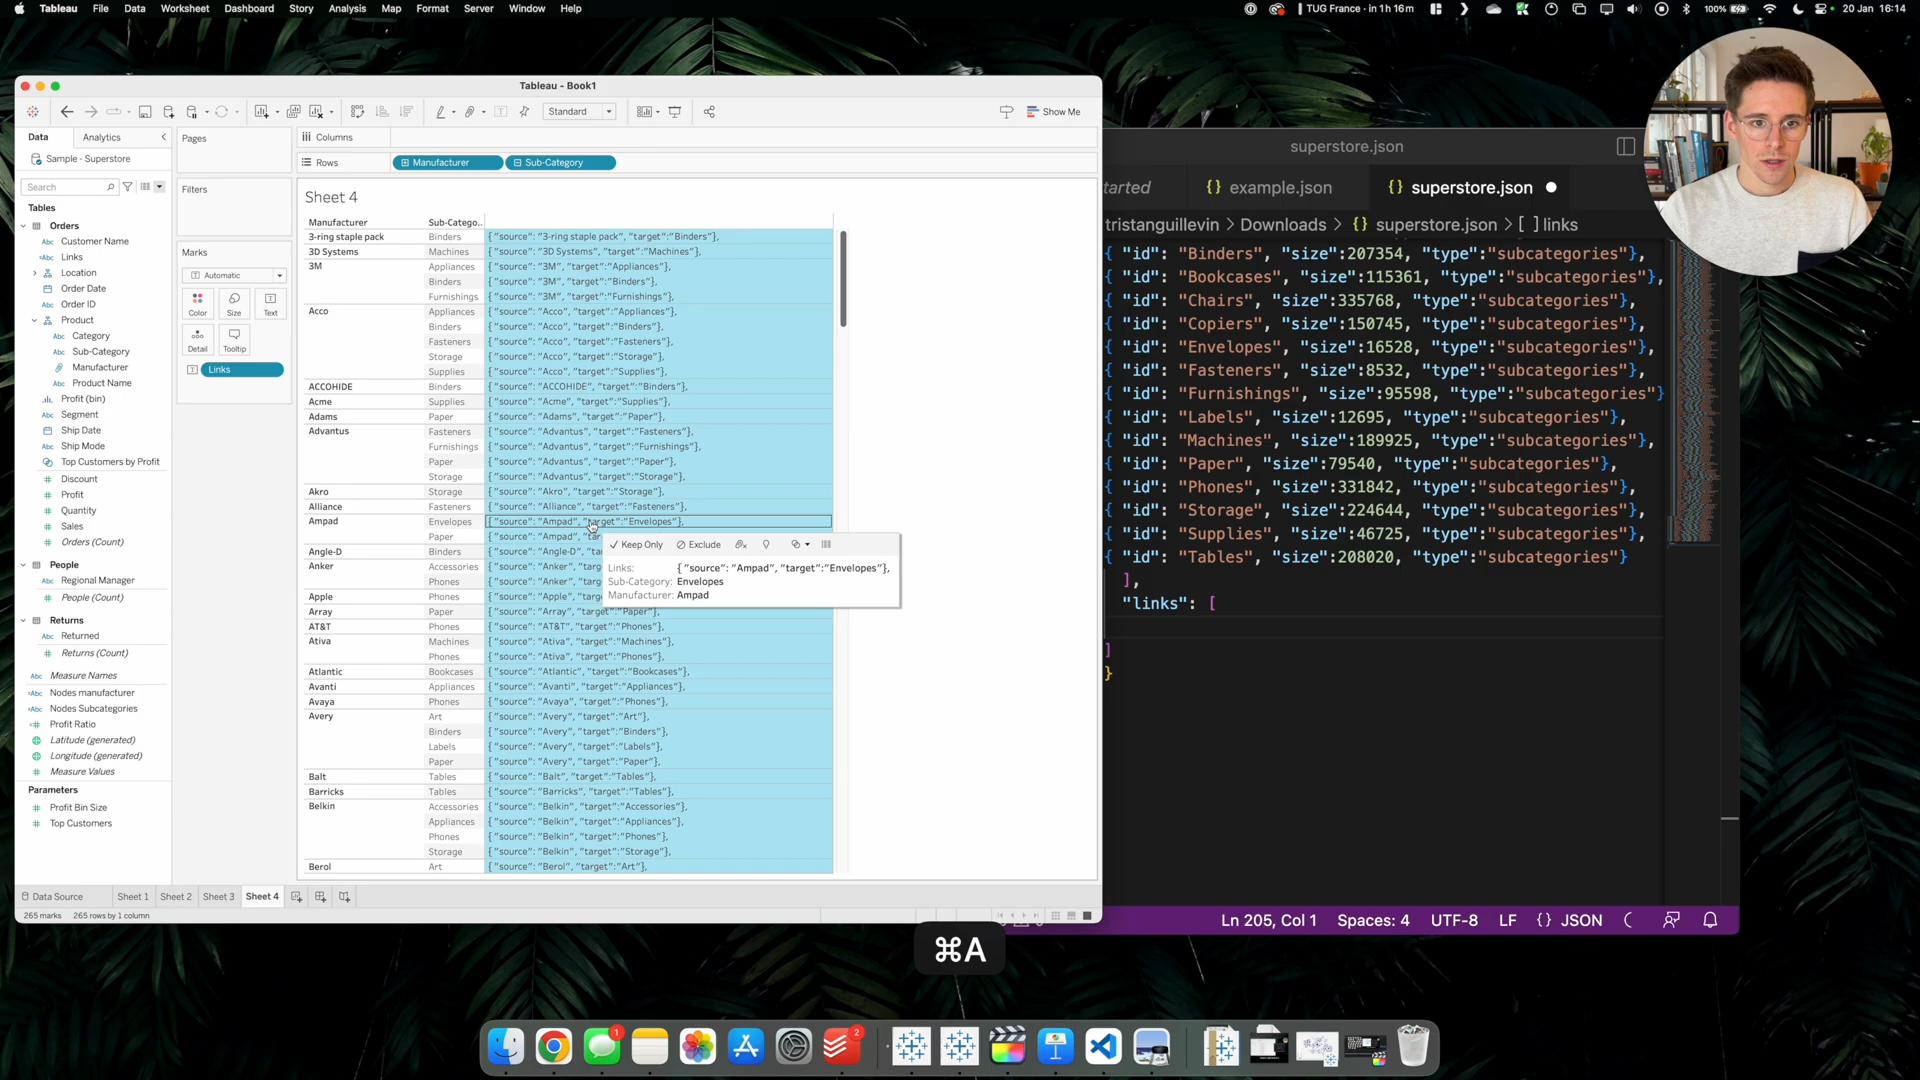 Tableau File Data Worksheet Dashboard Story Analysis Map Format Server Window Help
TUG France · in 1h 16m 100% 20 Jan 16:14
Tableau - Book1
Standard
Show Me
Data Analytics
Sample - Superstore
Search
Tables
Orders
Customer Name
Links
Location
Order Date
Order ID
Product
Category
Sub-Category
Manufacturer
Product Name
Profit (bin)
Segment
Ship Date
Ship Mode
Top Customers by Profit
Discount
Profit
Quantity
Sales
Orders (Count)
People
Regional Manager
People (Count)
Returns
Returned
Returns (Count)
Measure Names
Nodes manufacturer
Nodes Subcategories
Profit Ratio
Latitude (generated)
Longitude (generated)
Measure Values
Parameters
Profit Bin Size
Top Customers
Pages
Filters
Marks
Automatic
Color Size Text
Detail Tooltip
Links
Columns
Rows Manufacturer Sub-Category
Sheet 4
Manufacturer Sub-Catego..
3-ring staple pack Binders { "source": "3-ring staple pack", "target":"Binders"},
3D Systems Machines { "source": "3D Systems", "target":"Machines"},
3M Appliances { "source": "3M", "target":"Appliances"},
Binders { "source": "3M", "target":"Binders"},
Furnishings { "source": "3M", "target":"Furnishings"},
Acco Appliances { "source": "Acco", "target":"Appliances"},
Binders { "source": "Acco", "target":"Binders"},
Fasteners { "source": "Acco", "target":"Fasteners"},
Storage { "source": "Acco", "target":"Storage"},
Supplies { "source": "Acco", "target":"Supplies"},
ACCOHIDE Binders { "source": "ACCOHIDE", "target":"Binders"},
Acme Supplies { "source": "Acme", "target":"Supplies"},
Adams Paper { "source": "Adams", "target":"Paper"},
Advantus Fasteners { "source": "Advantus", "target":"Fasteners"},
Furnishings { "source": "Advantus", "target":"Furnishings"},
Paper { "source": "Advantus", "target":"Paper"},
Storage { "source": "Advantus", "target":"Storage"},
Akro Storage { "source": "Akro", "target":"Storage"},
Alliance Fasteners { "source": "Alliance", "target":"Fasteners"},
Ampad Envelopes { "source": "Ampad", "target":"Envelopes"},
Paper { "source": "Ampad", "tar
Angle-D Binders { "source": "Angle-D", "ta
Anker Accessories { "source": "Anker", "targ
Phones { "source": "Anker", "targ
Apple Phones { "source": "Apple", "targ
Array Paper { "source": "Array", "target":"Paper"},
AT&T Phones { "source": "AT&T", "target":"Phones"},
Ativa Machines { "source": "Ativa", "target":"Machines"},
Phones { "source": "Ativa", "target":"Phones"},
Atlantic Bookcases { "source": "Atlantic", "target":"Bookcases"},
Avanti Appliances { "source": "Avanti", "target":"Appliances"},
Avaya Phones { "source": "Avaya", "target":"Phones"},
Avery Art { "source": "Avery", "target":"Art"},
Binders { "source": "Avery", "target":"Binders"},
Labels { "source": "Avery", "target":"Labels"},
Paper { "source": "Avery", "target":"Paper"},
Balt Tables { "source": "Balt", "target":"Tables"},
Barricks Tables { "source": "Barricks", "target":"Tables"},
Belkin Accessories { "source": "Belkin", "target":"Accessories"},
Appliances { "source": "Belkin", "target":"Appliances"},
Phones { "source": "Belkin", "target":"Phones"},
Storage { "source": "Belkin", "target":"Storage"},
Berol Art { "source": "Berol", "target":"Art"},
Keep Only Exclude
Links: { "source": "Ampad", "target":"Envelopes"},
Sub-Category: Envelopes
Manufacturer: Ampad
Data Source Sheet 1 Sheet 2 Sheet 3 Sheet 4
265 marks 265 rows by 1 column
superstore.json
tarted {} example.json {} superstore.json
tristanguillevin > Downloads > {} superstore.json > [ ] links
{ "id": "Binders", "size":207354, "type":"subcategories"},
{ "id": "Bookcases", "size":115361, "type":"subcategories"},
{ "id": "Chairs", "size":335768, "type":"subcategories"},
{ "id": "Copiers", "size":150745, "type":"subcategories"},
{ "id": "Envelopes", "size":16528, "type":"subcategories"},
{ "id": "Fasteners", "size":8532, "type":"subcategories"},
{ "id": "Furnishings", "size":95598, "type":"subcategories"}
{ "id": "Labels", "size":12695, "type":"subcategories"},
{ "id": "Machines", "size":189925, "type":"subcategories"},
{ "id": "Paper", "size":79540, "type":"subcategories"},
{ "id": "Phones", "size":331842, "type":"subcategories"},
{ "id": "Storage", "size":224644, "type":"subcategories"},
{ "id": "Supplies", "size":46725, "type":"subcategories"},
{ "id": "Tables", "size":208020, "type":"subcategories"}
],
"links": [
]
}
Ln 205, Col 1 Spaces: 4 UTF-8 LF {} JSON
⌘A
1
2